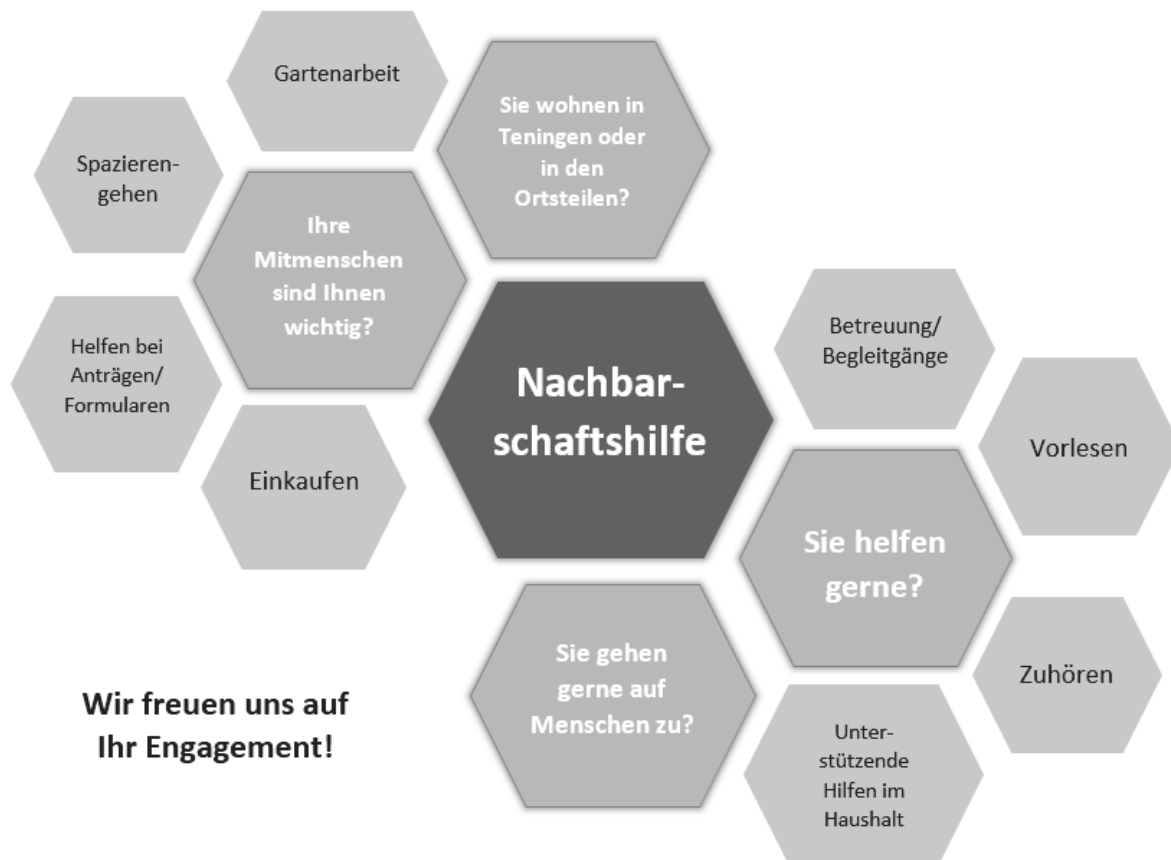 Gartenarbeit
Sie wohnen in
Teningen oder
in den
Ortsteilen?
Spazieren-
gehen
Ihre
Mitmenschen
sind Ihnen
wichtig?
Helfen bei
Anträgen/
Formularen
Einkaufen
Nachbar-
schaftshilfe
Betreuung/
Begleitgänge
Vorlesen
Sie helfen
gerne?
Sie gehen
gerne auf
Menschen zu?
Zuhören
Unter-
stützende
Hilfen im
Haushalt
Wir freuen uns auf
Ihr Engagement!